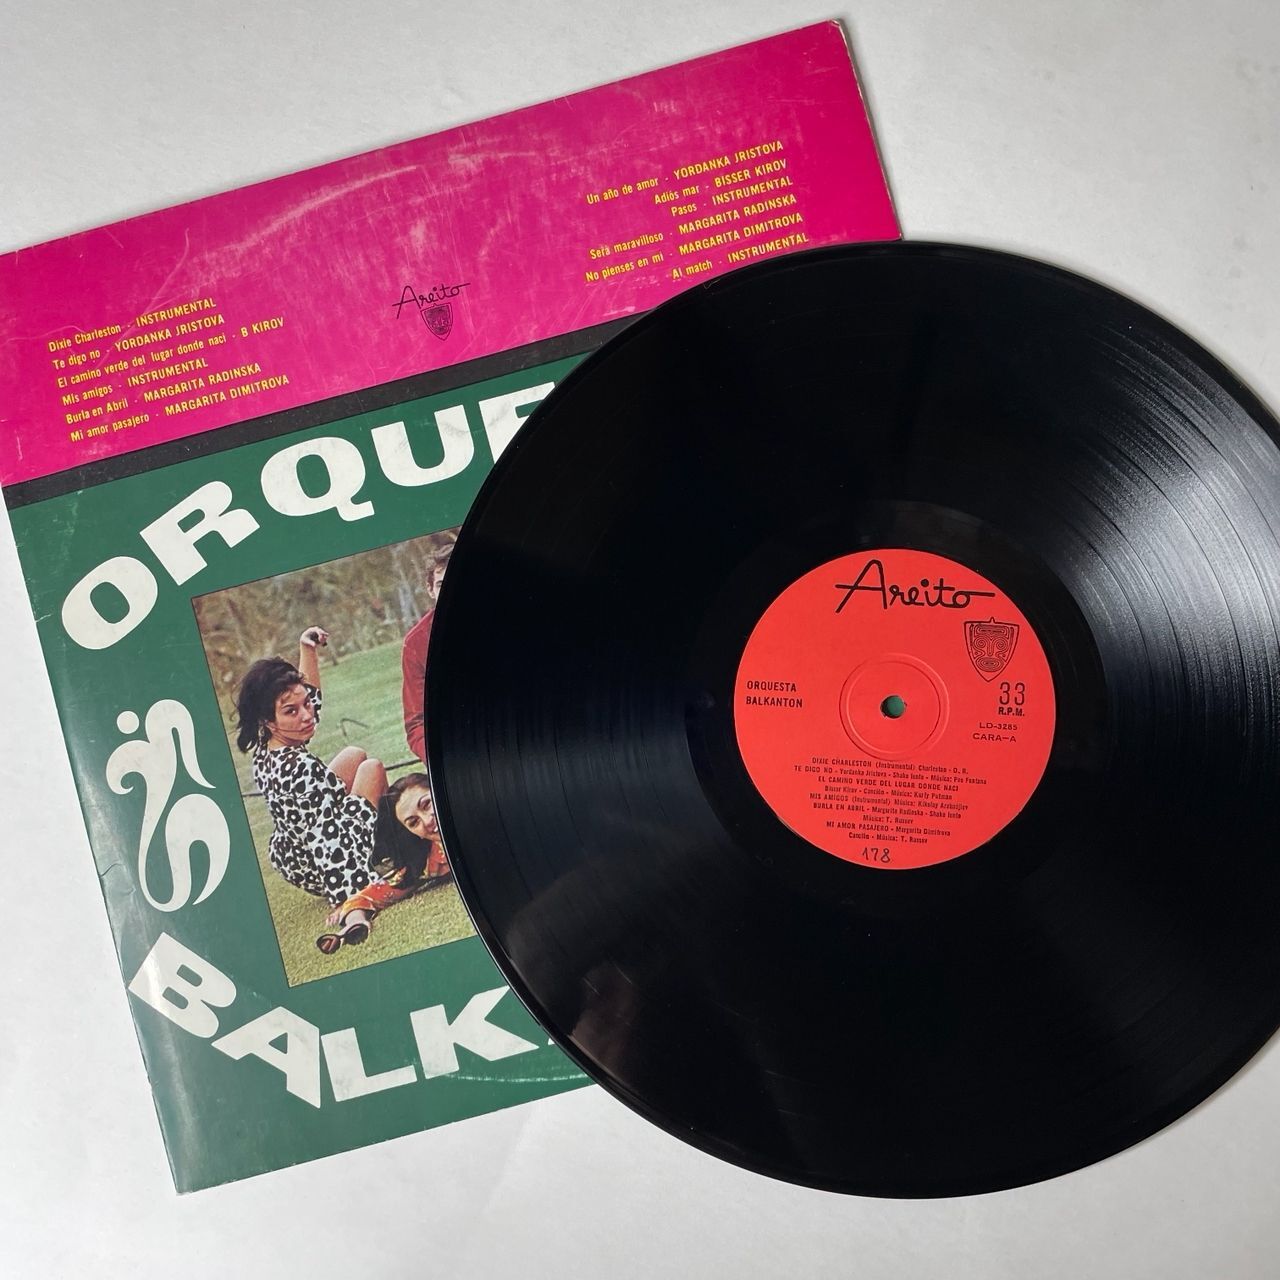 Un año de amor - YORDANKA JRISTOVA
Adiós mar - BISSER KIROV
Pasos - INSTRUMENTAL
Será maravilloso - MARGARITA RADINSKA
No pienses en mi - MARGARITA DIMITROVA
Al match - INSTRUMENTAL
Areito
Dixie Charleston - INSTRUMENTAL
Te digo no - YORDANKA JRISTOVA
El camino verde del lugar donde nací - B KIROV
Mis amigos - INSTRUMENTAL
Burla en Abril - MARGARITA RADINSKA
Mi amor pasajero - MARGARITA DIMITROVA
ORQUE
BALK
Areito
ORQUESTA
BALKANTON
33
R.P.M.
LD-3285
CARA-A
DIXIE CHARLESTON (Instrumental) Charleston - D. R.
TE DIGO NO - Yordanka Jristova - Shake lento - Música: Peo Fontana
EL CAMINO VERDE DEL LUGAR DONDE NACI
Bisser Kirov - Canción - Música: Kurly Putman
MIS AMIGOS (Instrumental) Música: Nikolay Arabadjiev
BURLA EN ABRIL - Margarita Radinska - Shake lento
Música: T. Russev
MI AMOR PASAJERO - Margarita Dimitrova
Canción - Música: T. Russev
178